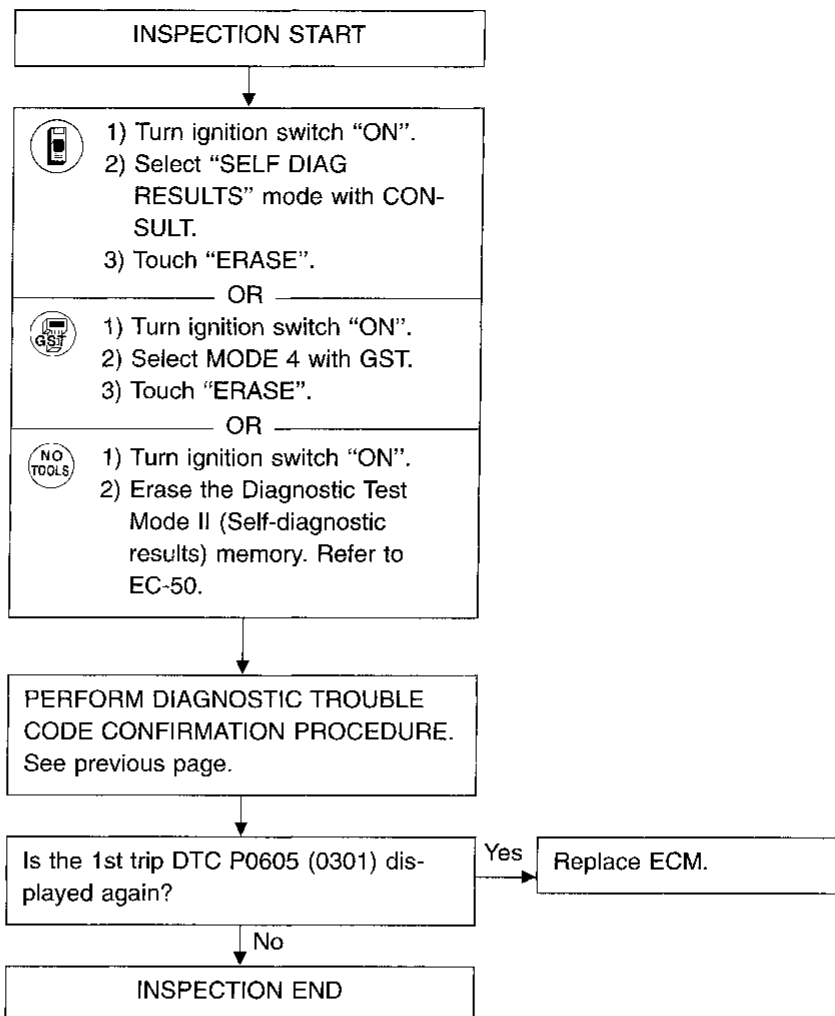 INSPECTION START
1) Turn ignition switch “ON”.
2) Select “SELF DIAG
RESULTS” mode with CON-
SULT.
3) Touch “ERASE”.
OR
GST
1) Turn ignition switch “ON”.
2) Select MODE 4 with GST.
3) Touch “ERASE”.
OR
NO
TOOLS
1) Turn ignition switch “ON”.
2) Erase the Diagnostic Test
Mode II (Self-diagnostic
results) memory. Refer to
EC-50.
PERFORM DIAGNOSTIC TROUBLE
CODE CONFIRMATION PROCEDURE.
See previous page.
Is the 1st trip DTC P0605 (0301) dis-
played again?
Yes
Replace ECM.
No
INSPECTION END